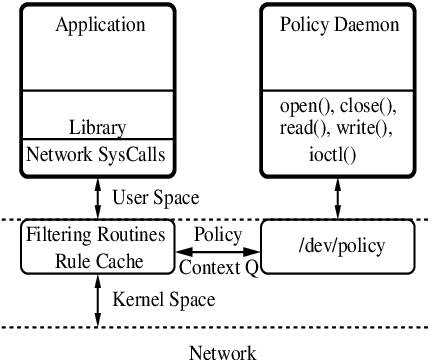 Application
Library
Network SysCalls
Policy Daemon
open(), close(),
read(), write(),
ioctl()
User Space
Filtering Routines
Rule Cache
Policy
Context Q
/dev/policy
Kernel Space
Network